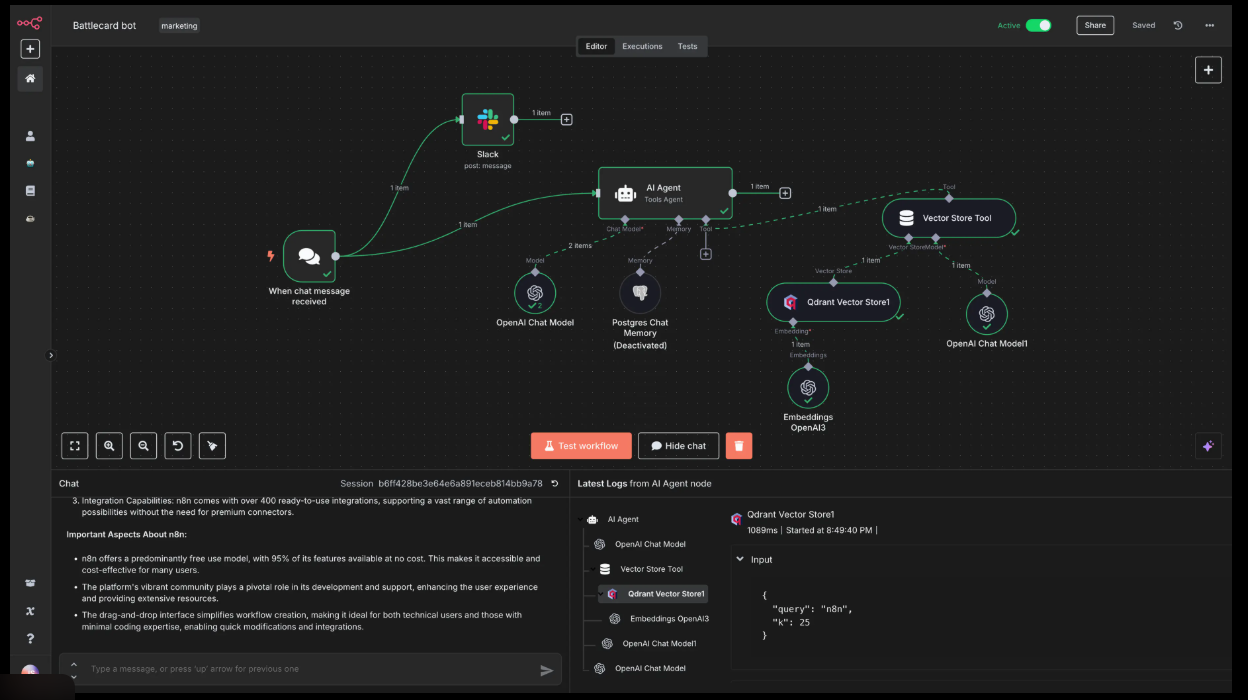 Battlecard bot
marketing
Active
Share
Saved
Editor
Executions
Tests
1 item
Slack
post: message
1 item
AI Agent
Tools Agent
1 item
Tool
1 item
Vector Store Tool
1 item
Chat Model*
Memory
Tool
Vector Store
Model*
2 items
When chat message
received
Model
Memory
1 item
1 item
Vector Store
Model
2
OpenAI Chat Model
Postgres Chat
Memory
(Deactivated)
Qdrant Vector Store1
OpenAI Chat Model1
Embedding*
1 item
Embeddings
Embeddings
OpenAI3
Test workflow
Hide chat
Chat
Session b6ff428be3e64e6a891eceb814bb9a78
3. Integration Capabilities: n8n comes with over 400 ready-to-use integrations, supporting a vast range of automation
possibilities without the need for premium connectors.
Important Aspects About n8n:
• n8n offers a predominantly free use model, with 95% of its features available at no cost. This makes it accessible and
cost-effective for many users.
• The platform's vibrant community plays a pivotal role in its development and support, enhancing the user experience
and providing extensive resources.
• The drag-and-drop interface simplifies workflow creation, making it ideal for both technical users and those with
minimal coding expertise, enabling quick modifications and integrations.
Type a message, or press 'up' arrow for previous one
Latest Logs from AI Agent node
AI Agent
OpenAI Chat Model
Vector Store Tool
Qdrant Vector Store1
Embeddings OpenAI3
OpenAI Chat Model1
OpenAI Chat Model
Qdrant Vector Store1
1089ms | Started at 8:49:40 PM |
Input
{
"query": "n8n",
"k": 25
}